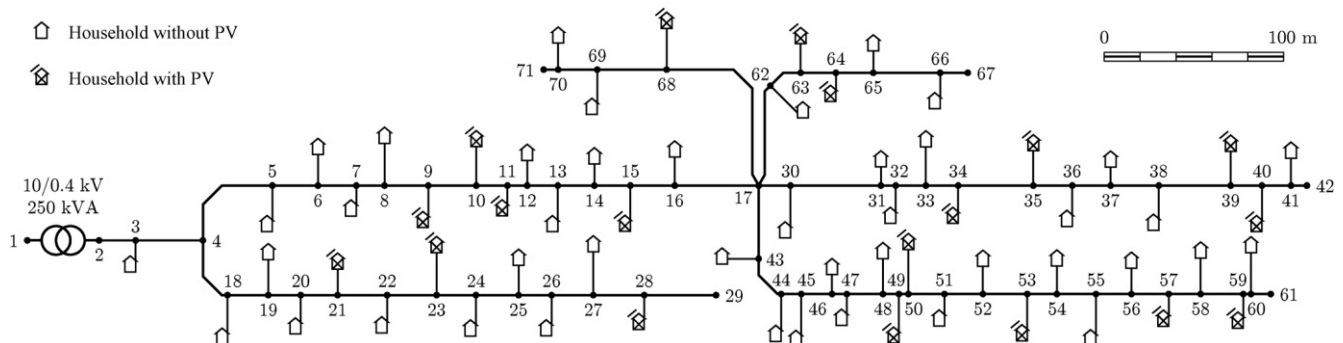 Household without PV
Household with PV
0 100 m
10/0.4 kV
250 kVA
71 70 69 68 62 63 64 65 66 67
1 2 3 4
5 6 7 8 9 10 11 12 13 14 15 16 17 30 31 32 33 34 35 36 37 38 39 40 41 42
43
18 19 20 21 22 23 24 25 26 27 28 29
44 45 46 47 48 49 50 51 52 53 54 55 56 57 58 59 60 61